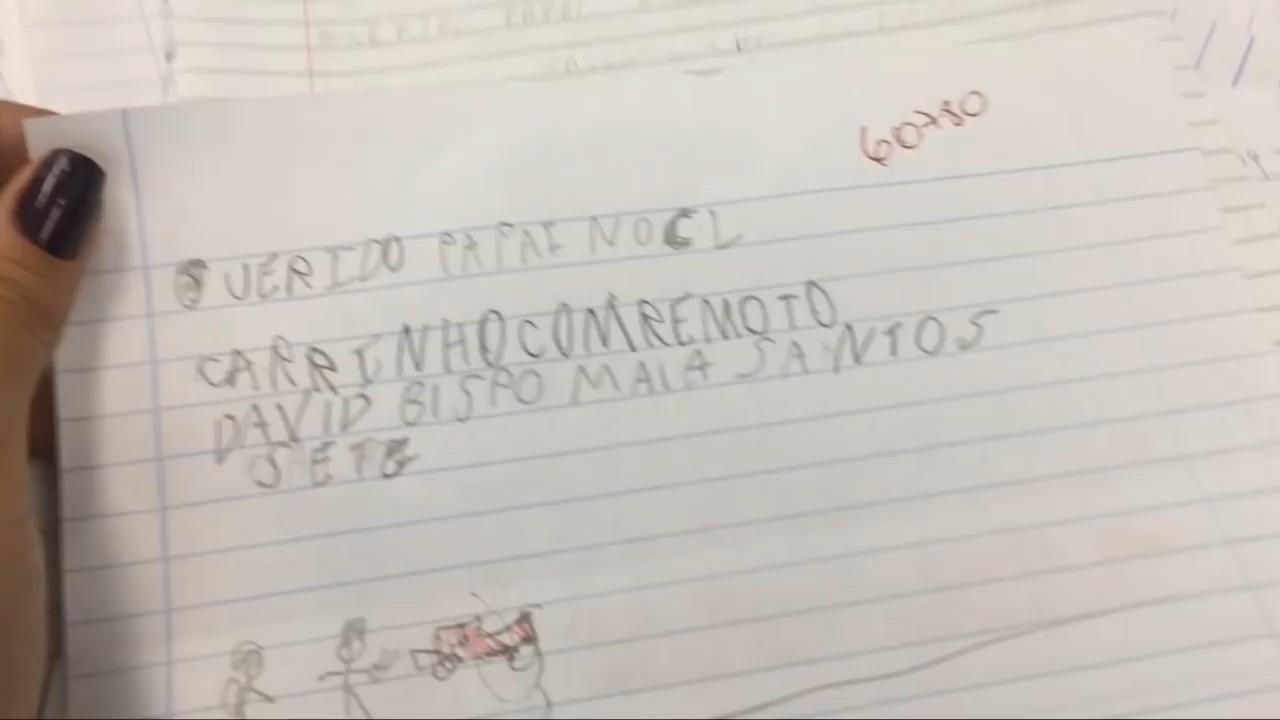 60780
QUERIDO PAPAI NOEL
CARRINHOCOMREMOTO
DAVID BISPO MAIA SANTOS
SETE